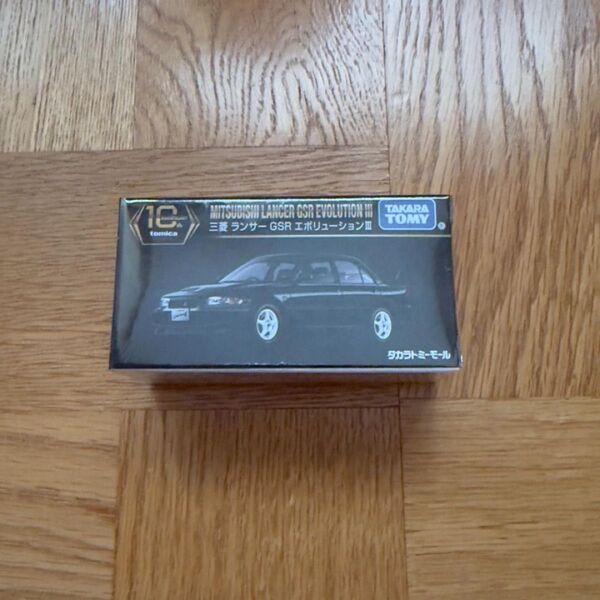 10th
tomica
MITSUBISHI LANCER GSR EVOLUTION III
三菱 ランサー GSR エボリューションⅢ
TAKARA
TOMY
タカラトミーモール